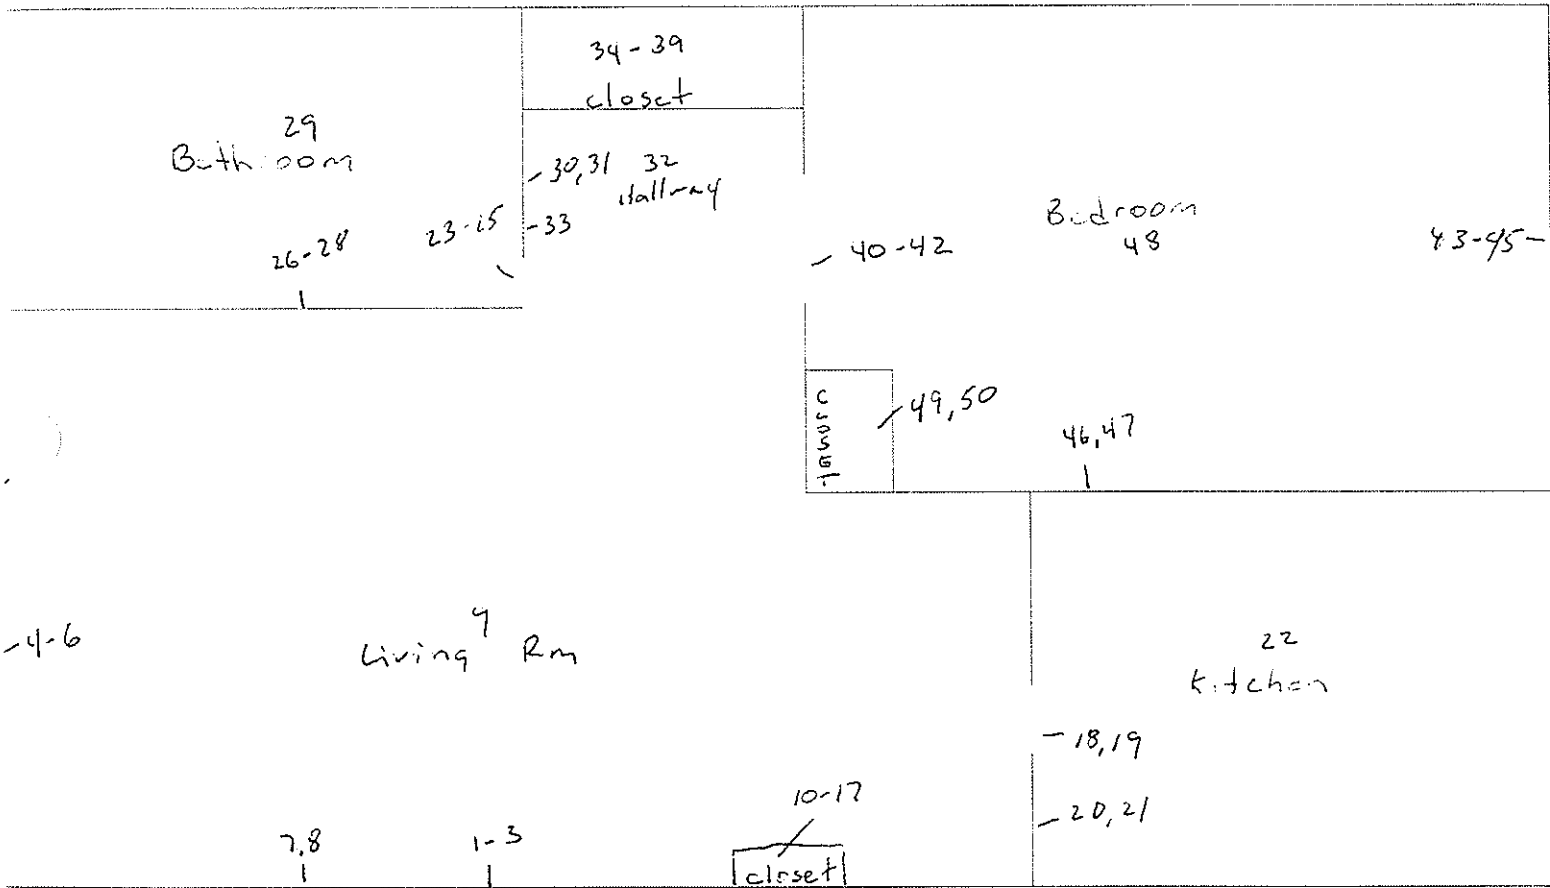 34-39
closet
29
Bathroom
30,31 32
Hallway
23-25
-33
26-28
Bedroom
48
40-42
43-45
CLOSET
49,50
46,47
4-6
9
Living Rm
22
Kitchen
18,19
20,21
10-17
7,8
1-3
closet